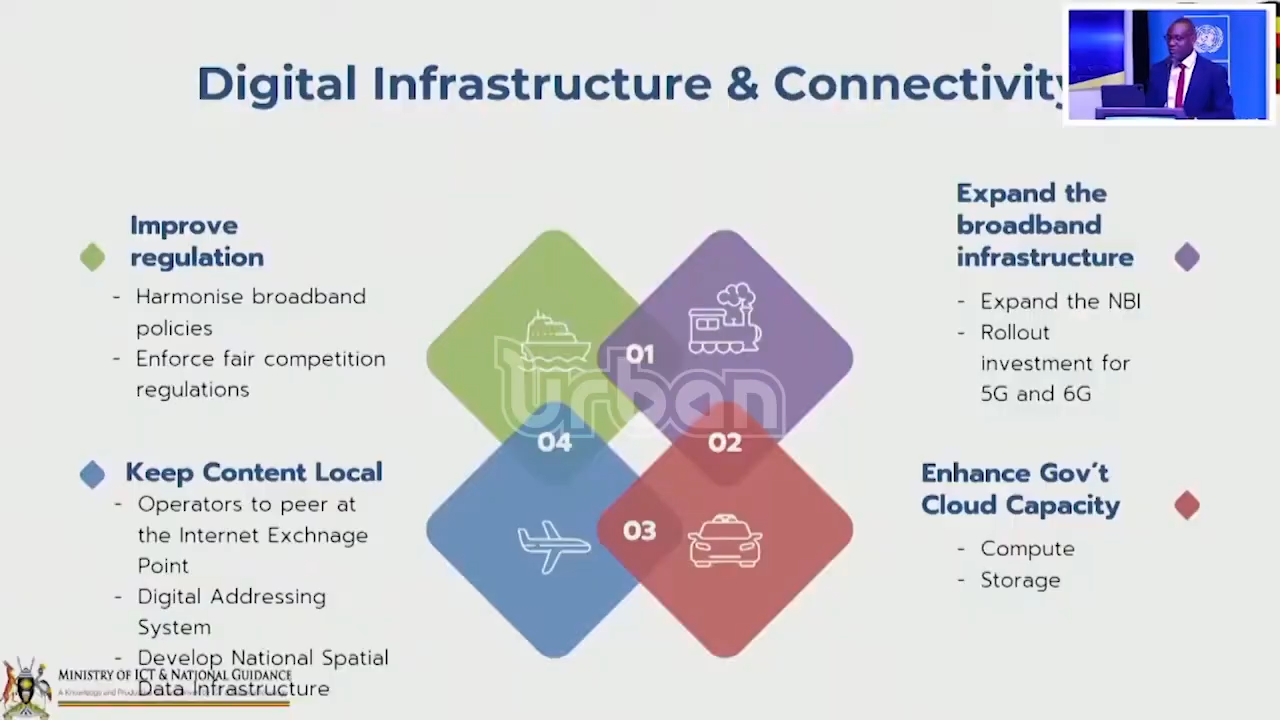 Digital Infrastructure & Connectivity
Improve
regulation
- Harmonise broadband
policies
- Enforce fair competition
regulations
Keep Content Local
- Operators to peer at
the Internet Exchnage
Point
- Digital Addressing
System
- Develop National Spatial
Data Infrastructure
01
04
02
03
urban
Expand the
broadband
infrastructure
- Expand the NBI
- Rollout
investment for
5G and 6G
Enhance Gov't
Cloud Capacity
- Compute
- Storage
MINISTRY OF ICT & NATIONAL GUIDANCE